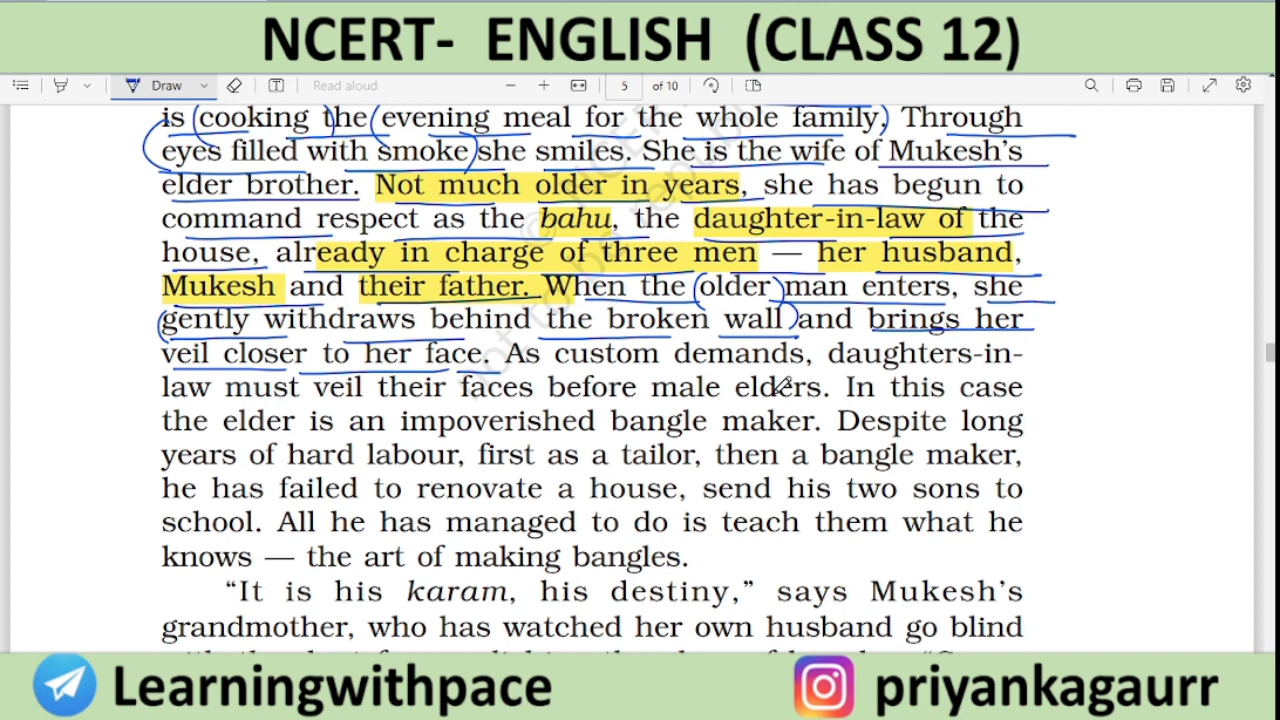 NCERT- ENGLISH (CLASS 12)
Draw
Read aloud
5 of 10
is cooking the evening meal for the whole family. Through
eyes filled with smoke she smiles. She is the wife of Mukesh's
elder brother. Not much older in years, she has begun to
command respect as the bahu, the daughter-in-law of the
house, already in charge of three men — her husband,
Mukesh and their father. When the older man enters, she
gently withdraws behind the broken wall and brings her
veil closer to her face. As custom demands, daughters-in-
law must veil their faces before male elders. In this case
the elder is an impoverished bangle maker. Despite long
years of hard labour, first as a tailor, then a bangle maker,
he has failed to renovate a house, send his two sons to
school. All he has managed to do is teach them what he
knows — the art of making bangles.
“It is his karam, his destiny,” says Mukesh's
grandmother, who has watched her own husband go blind
Learningwithpace
priyankagaurr